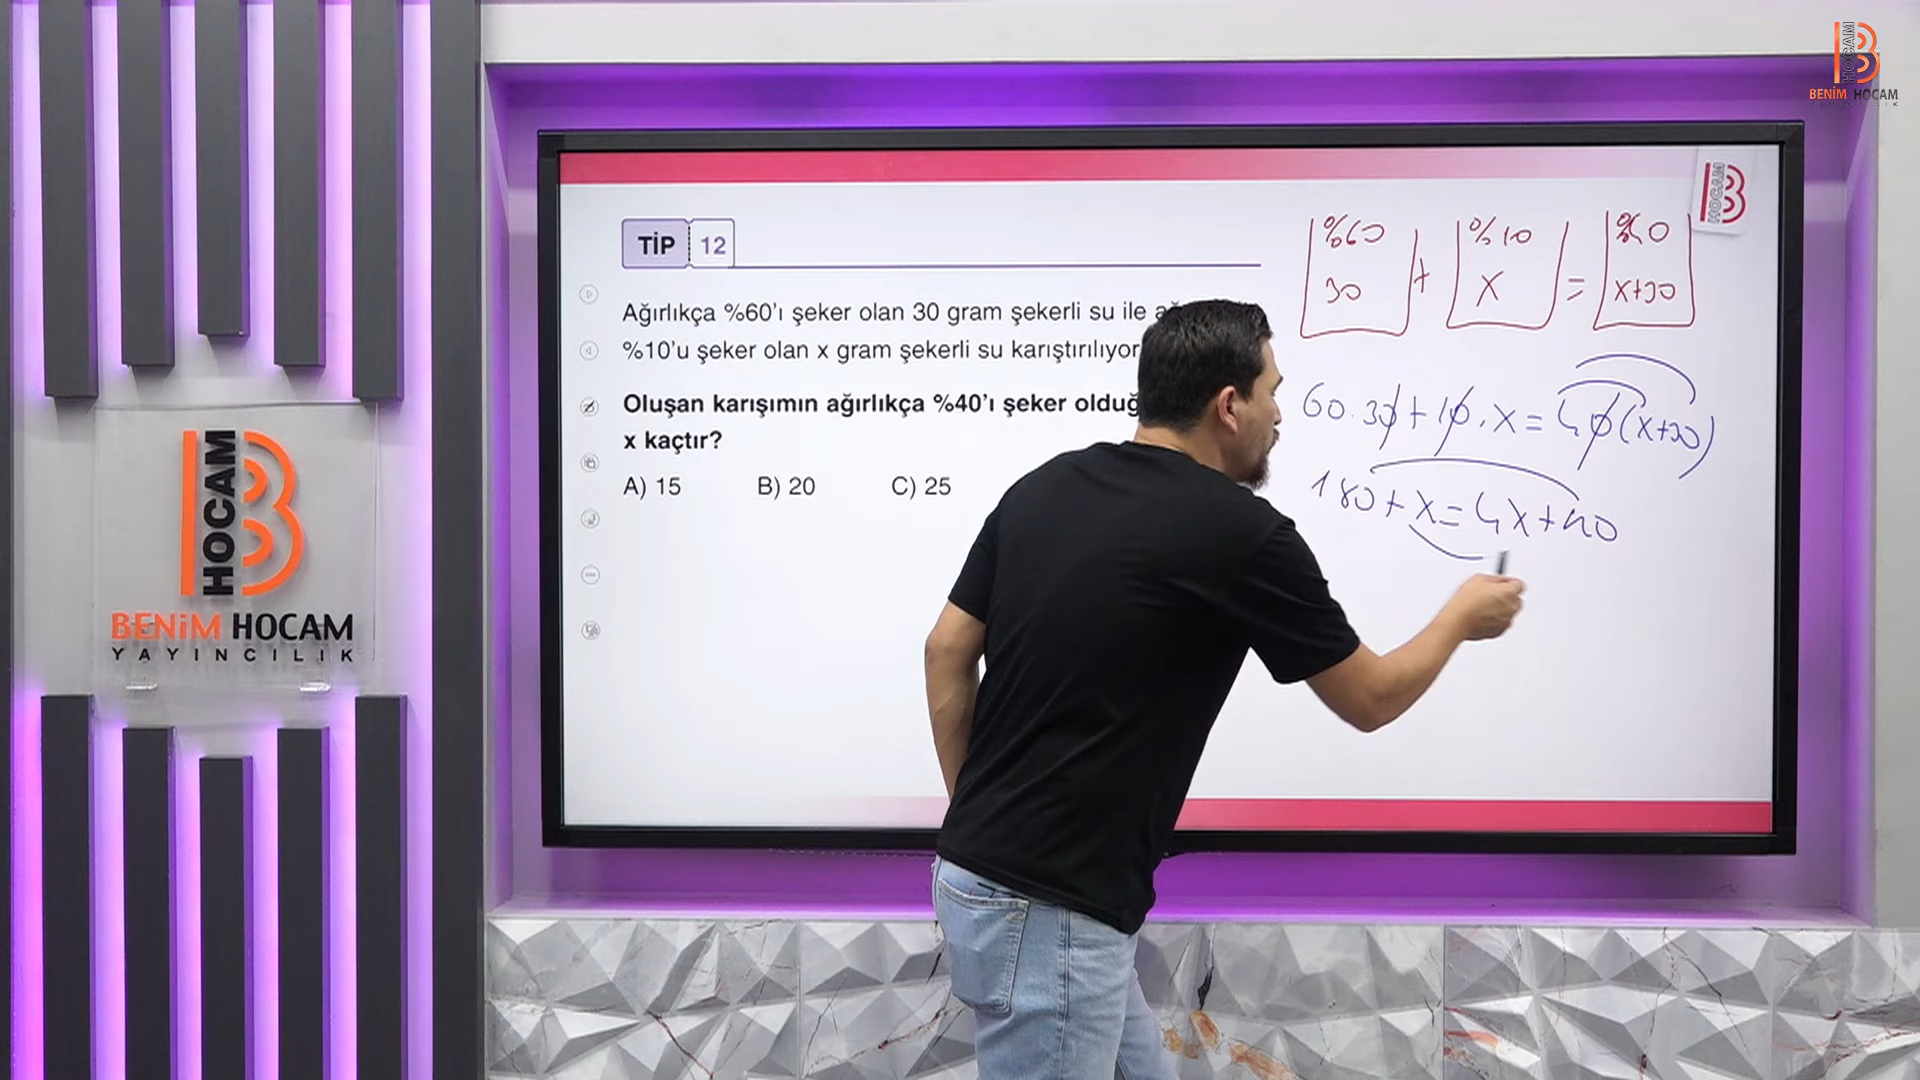 HOCAM
BENİM HOCAM
HOCAM
TİP 12
Ağırlıkça %60'ı şeker olan 30 gram şekerli su ile
%10'u şeker olan x gram şekerli su karıştırılıyor
Oluşan karışımın ağırlıkça %40'ı şeker
x kaçtır?
A) 15 B) 20 C) 25
%60 %10 %40
30 + x = x+30
60.30+10.x=40(x+30)
180+x=4x+120
HOCAM
BENİM HOCAM
YAYINCILIK